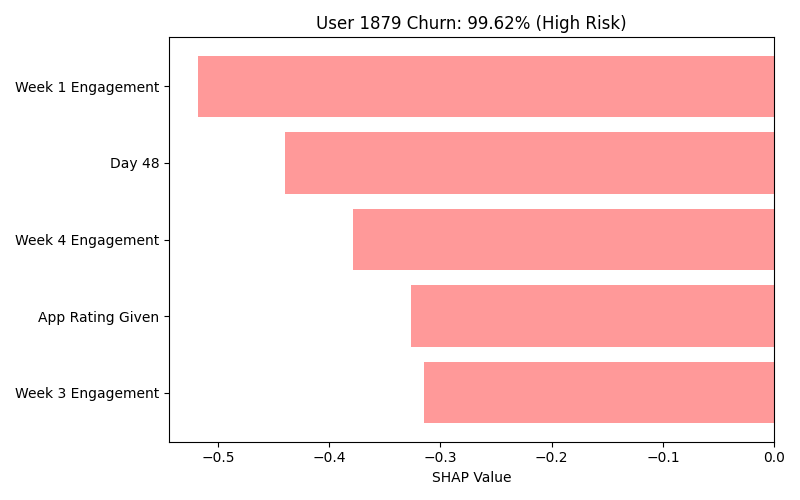 User 1879 Churn: 99.62% (High Risk)
Week 1 Engagement
Day 48
Week 4 Engagement
App Rating Given
Week 3 Engagement
−0.5 −0.4 −0.3 −0.2 −0.1 0.0
SHAP Value